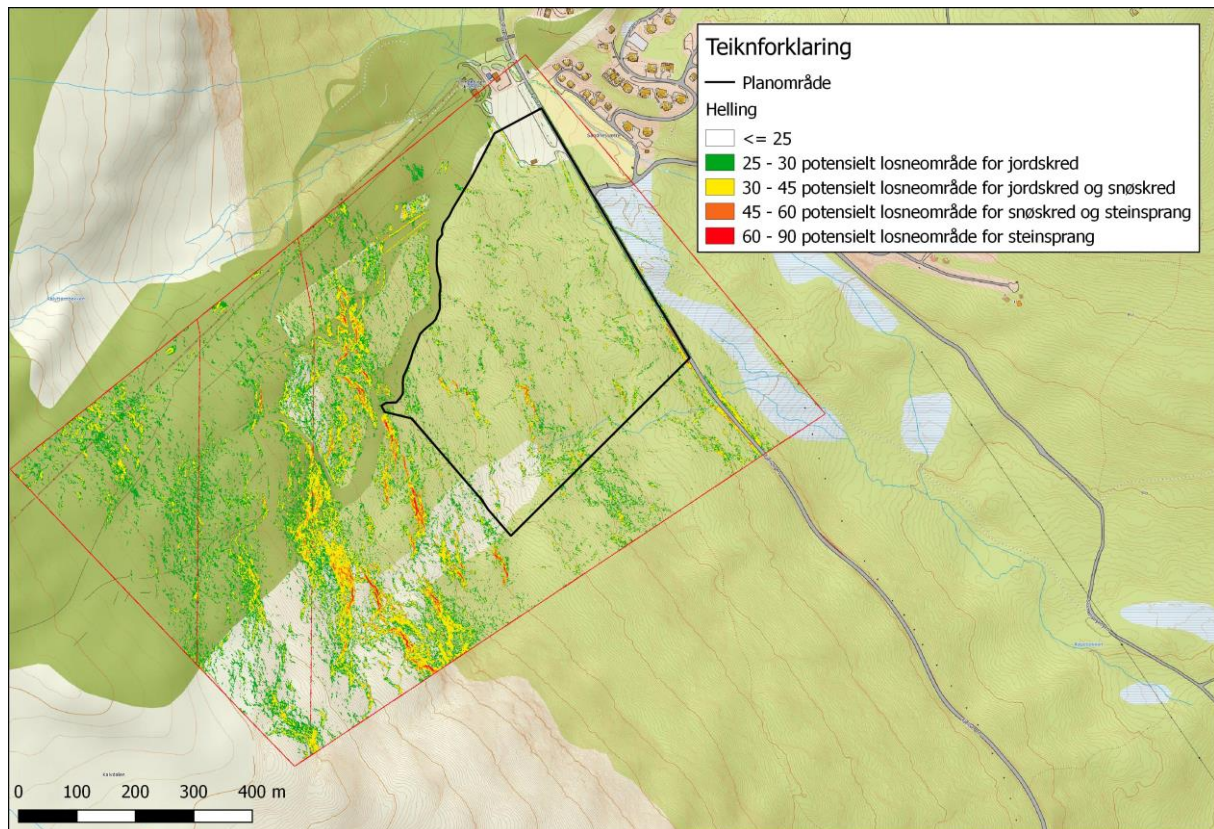 Teiknforklaring
Planområde
Helling
<= 25
25 - 30 potensielt losneområde for jordskred
30 - 45 potensielt losneområde for jordskred og snøskred
45 - 60 potensielt losneområde for snøskred og steinsprang
60 - 90 potensielt losneområde for steinsprang
0 100 200 300 400 m